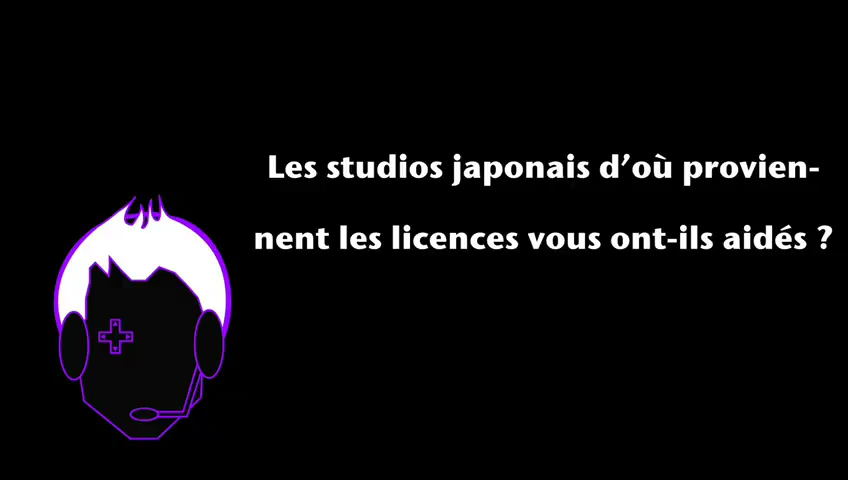 Les studios japonais d’où provien-
nent les licences vous ont-ils aidés ?